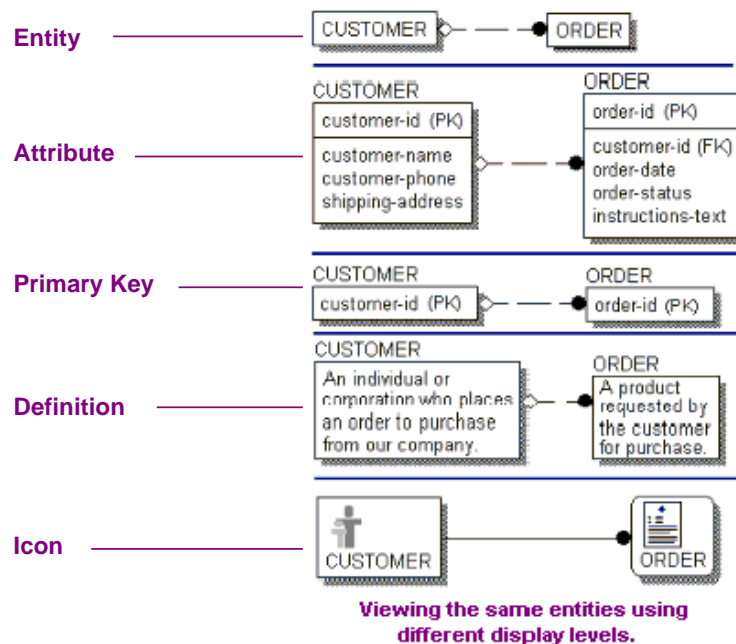 Entity
CUSTOMER
ORDER
Attribute
CUSTOMER
customer-id (PK)
customer-name
customer-phone
shipping-address
ORDER
order-id (PK)
customer-id (FK)
order-date
order-status
instructions-text
Primary Key
CUSTOMER
customer-id (PK)
ORDER
order-id (PK)
Definition
CUSTOMER
An individual or
corporation who places
an order to purchase
from our company.
ORDER
A product
requested by
the customer
for purchase.
Icon
CUSTOMER
ORDER
Viewing the same entities using
different display levels.